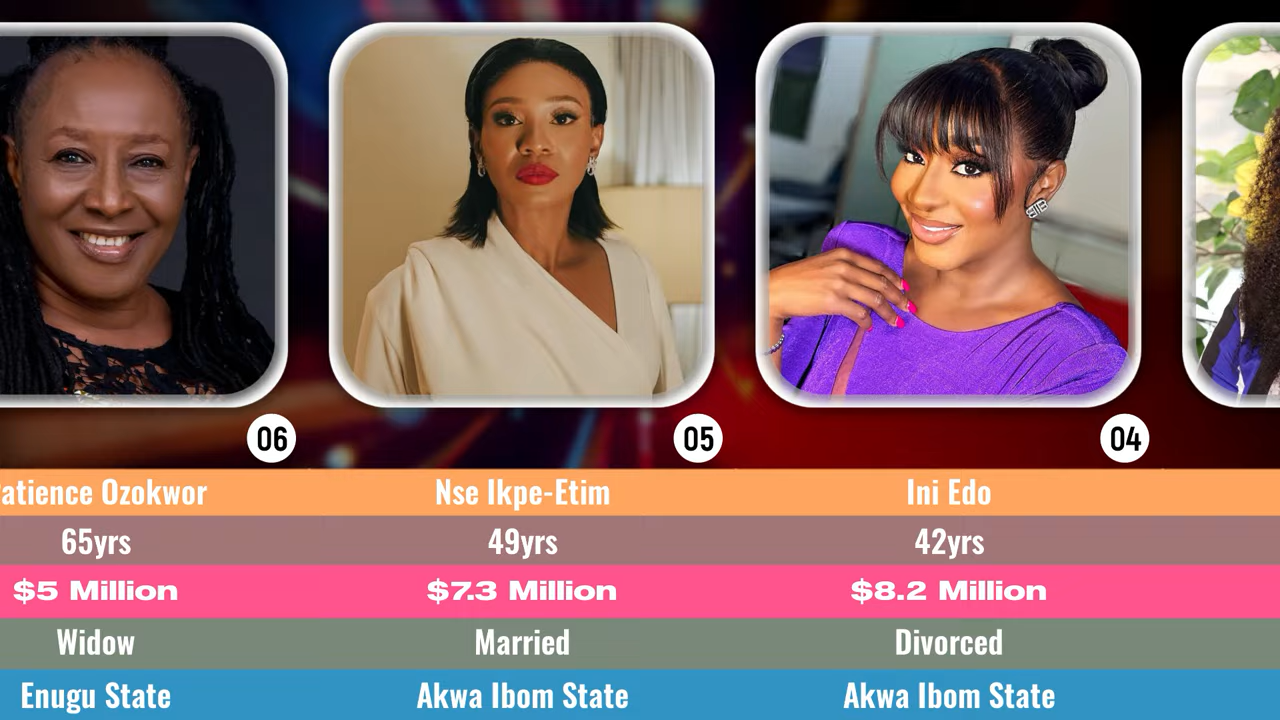 06
05
04
atience Ozokwor
Nse Ikpe-Etim
Ini Edo
65yrs
49yrs
42yrs
$5 Million
$7.3 Million
$8.2 Million
Widow
Married
Divorced
Enugu State
Akwa Ibom State
Akwa Ibom State